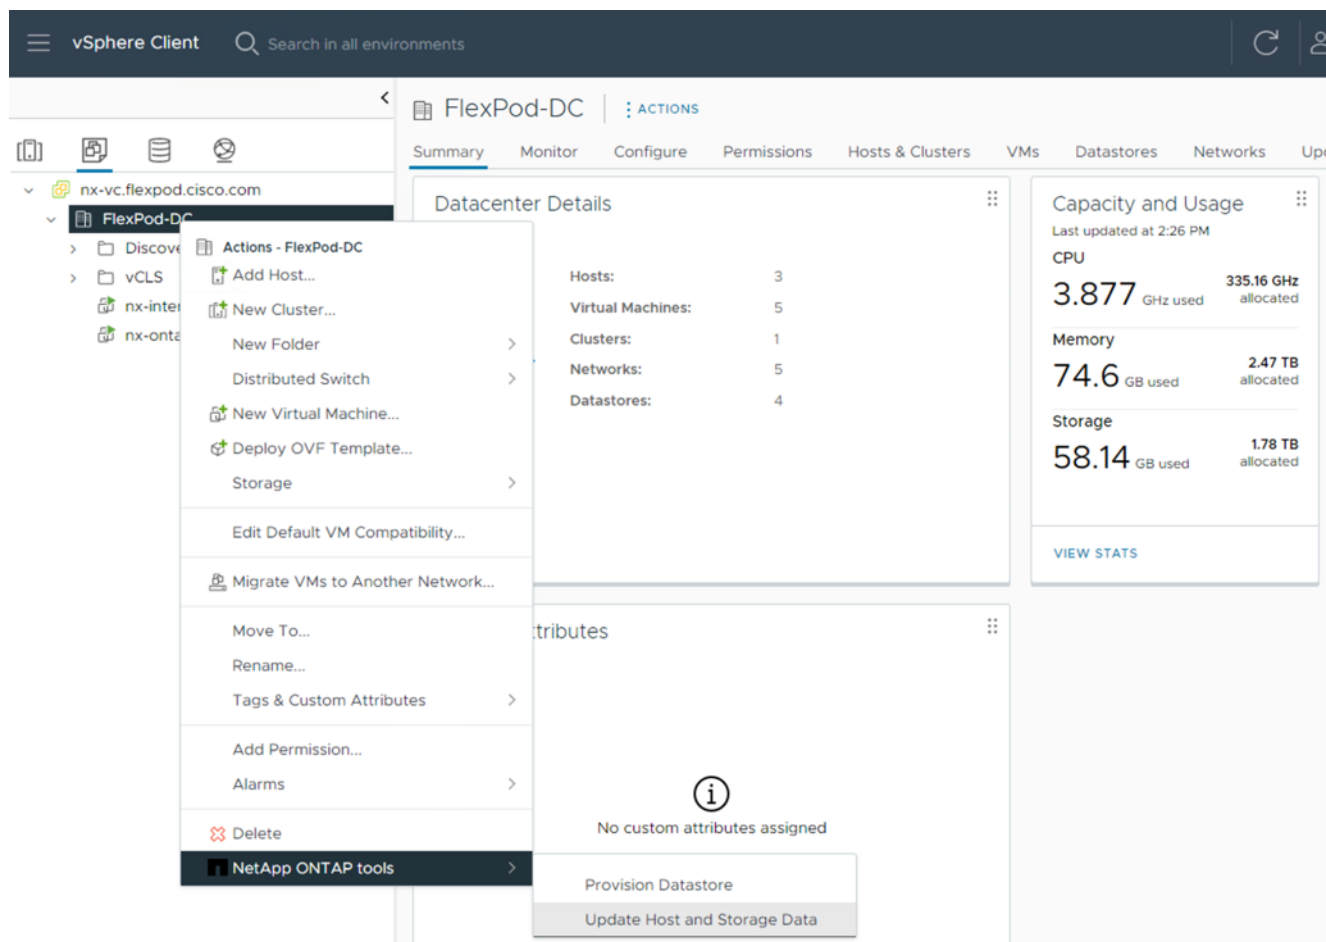 vSphere Client
Search in all environments
FlexPod-DC
ACTIONS
Summary Monitor Configure Permissions Hosts & Clusters VMs Datastores Networks
nx-vc.flexpod.cisco.com
FlexPod-DC
vCLS
Actions - FlexPod-DC
Add Host...
New Cluster...
New Folder
Distributed Switch
New Virtual Machine...
Deploy OVF Template...
Storage
Edit Default VM Compatibility...
Migrate VMs to Another Network...
Move To...
Rename...
Tags & Custom Attributes
Add Permission...
Alarms
Delete
NetApp ONTAP tools
Provision Datastore
Update Host and Storage Data
Datacenter Details
Hosts: 3
Virtual Machines: 5
Clusters: 1
Networks: 5
Datastores: 4
No custom attributes assigned
Capacity and Usage
Last updated at 2:26 PM
CPU
3.877 GHz used
335.16 GHz
allocated
Memory
74.6 GB used
2.47 TB
allocated
Storage
58.14 GB used
1.78 TB
allocated
VIEW STATS